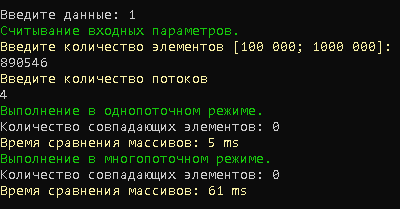 Введите данные: 1
Считывание входных параметров.
Введите количество элементов [100 000; 1000 000]:
890546
Введите количество потоков
4
Выполнение в однопоточном режиме.
Количество совпадающих элементов: 0
Время сравнения массивов: 5 ms
Выполнение в многопоточном режиме.
Количество совпадающих элементов: 0
Время сравнения массивов: 61 ms